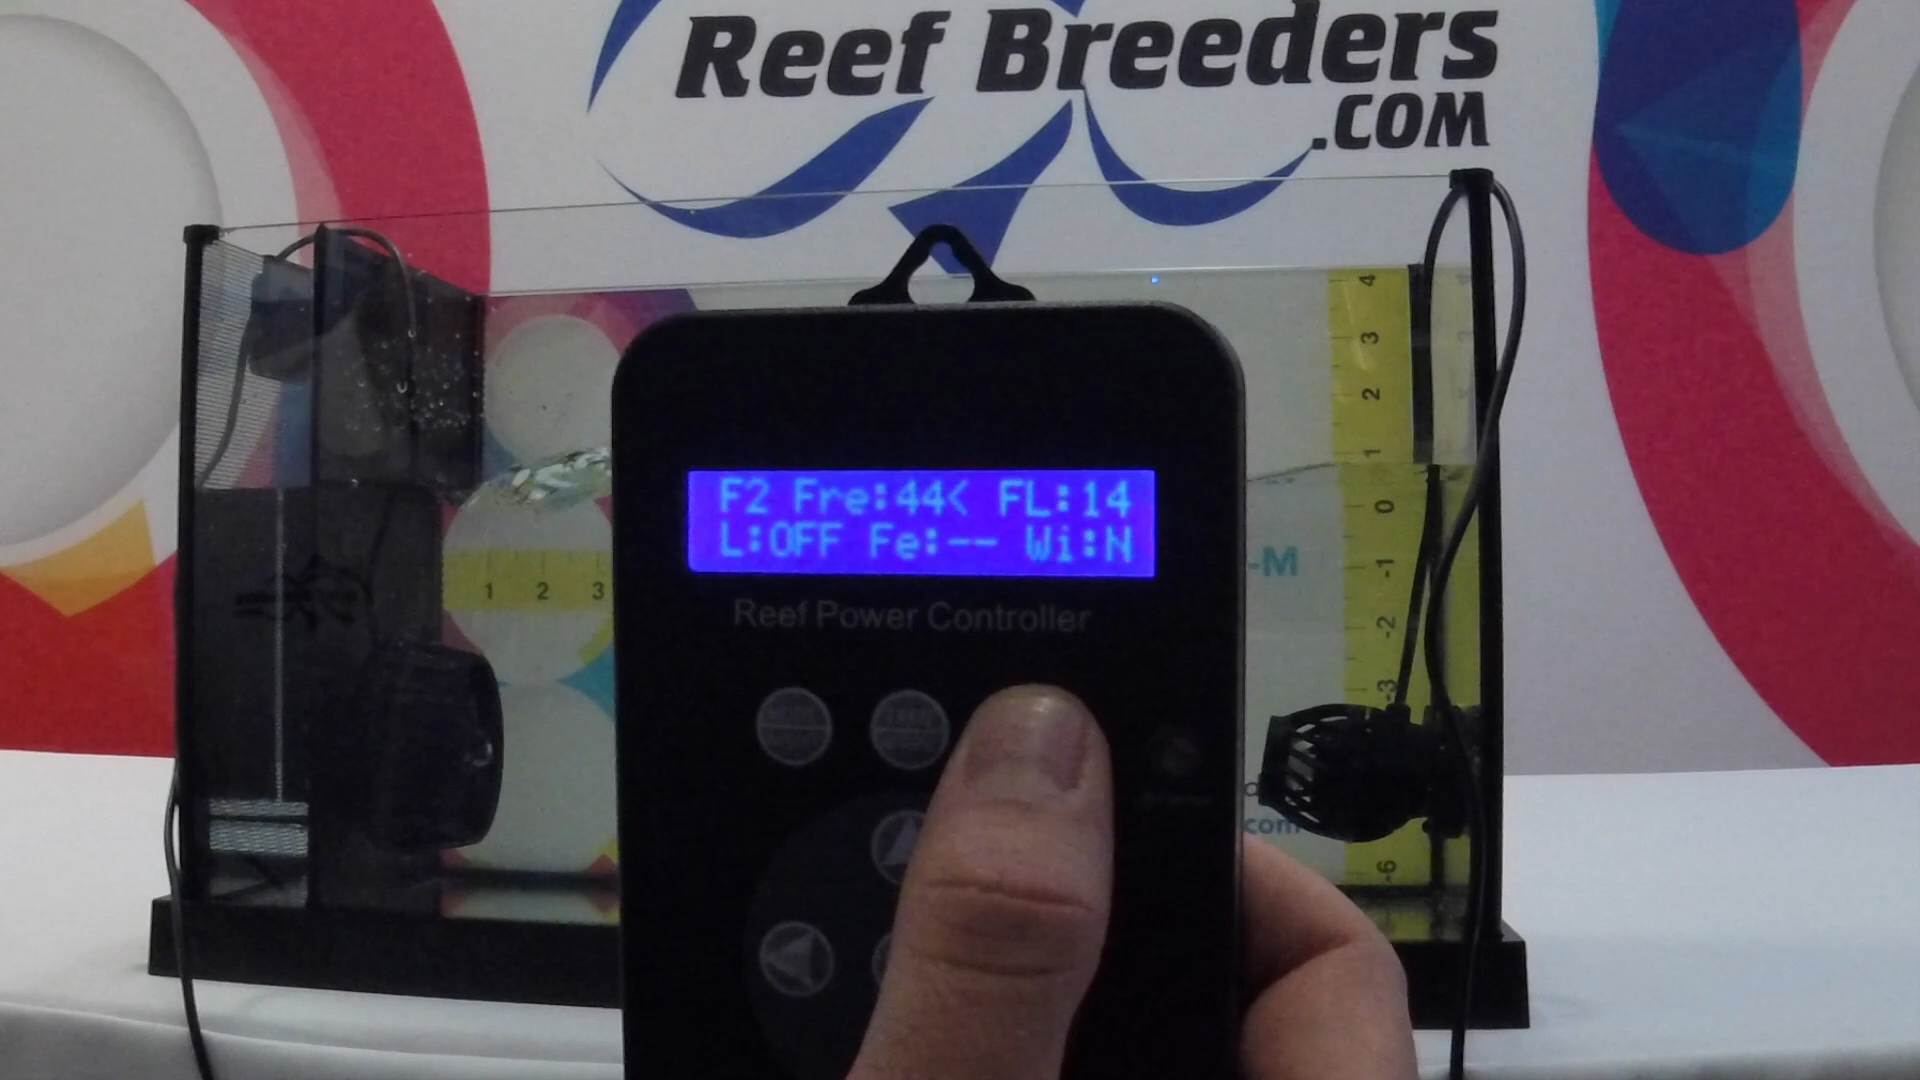 Reef Breeders
.COM
F2 Fre:44< FL:14
L:OFF Fe:-- Wi:N
Reef Power Controller
1 2 3
4
3
2
1
0
-1
-2
-3
-6
-M
com